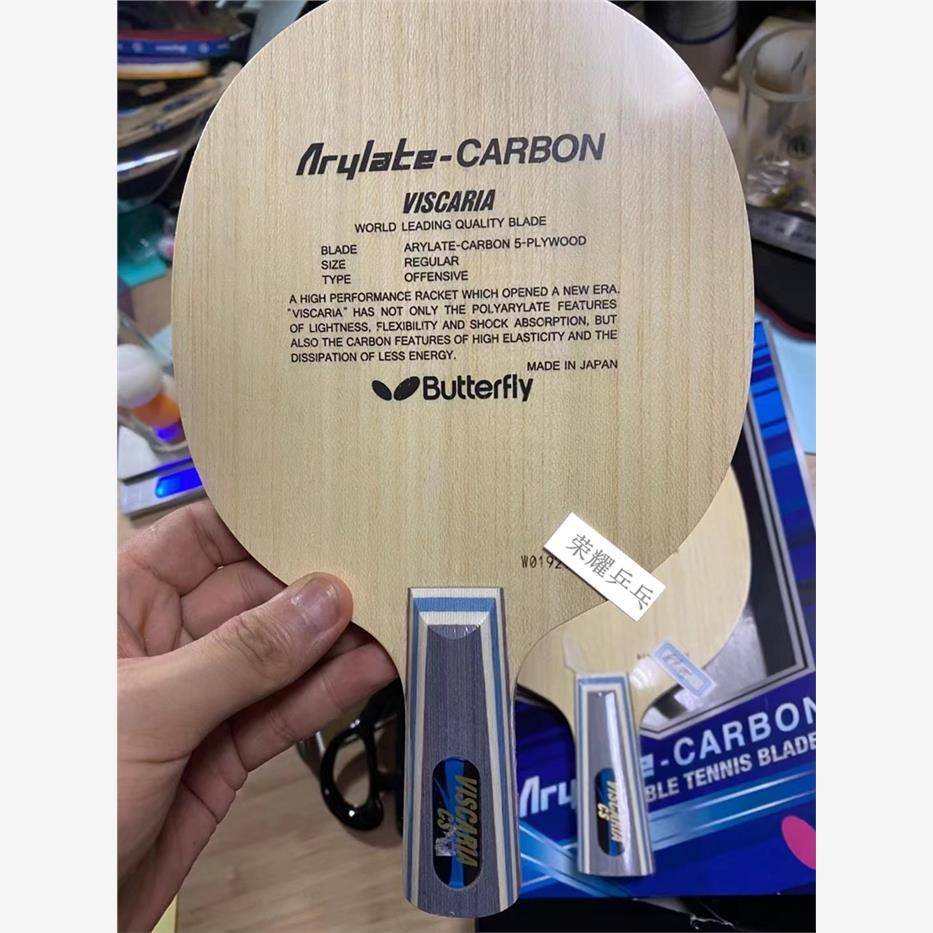 Arylate-CARBON
VISCARIA
WORLD LEADING QUALITY BLADE
BLADE ARYLATE-CARBON 5-PLYWOOD
SIZE REGULAR
TYPE OFFENSIVE
A HIGH PERFORMANCE RACKET WHICH OPENED A NEW ERA.
"VISCARIA" HAS NOT ONLY THE POLYARYLATE FEATURES
OF LIGHTNESS, FLEXIBILITY AND SHOCK ABSORPTION, BUT
ALSO THE CARBON FEATURES OF HIGH ELASTICITY AND THE
DISSIPATION OF LESS ENERGY.
MADE IN JAPAN
Butterfly
W0192
荣耀乒乓
VISCARIA
CS
VISCARIA
CS
-CARBON
TENNIS BLADE